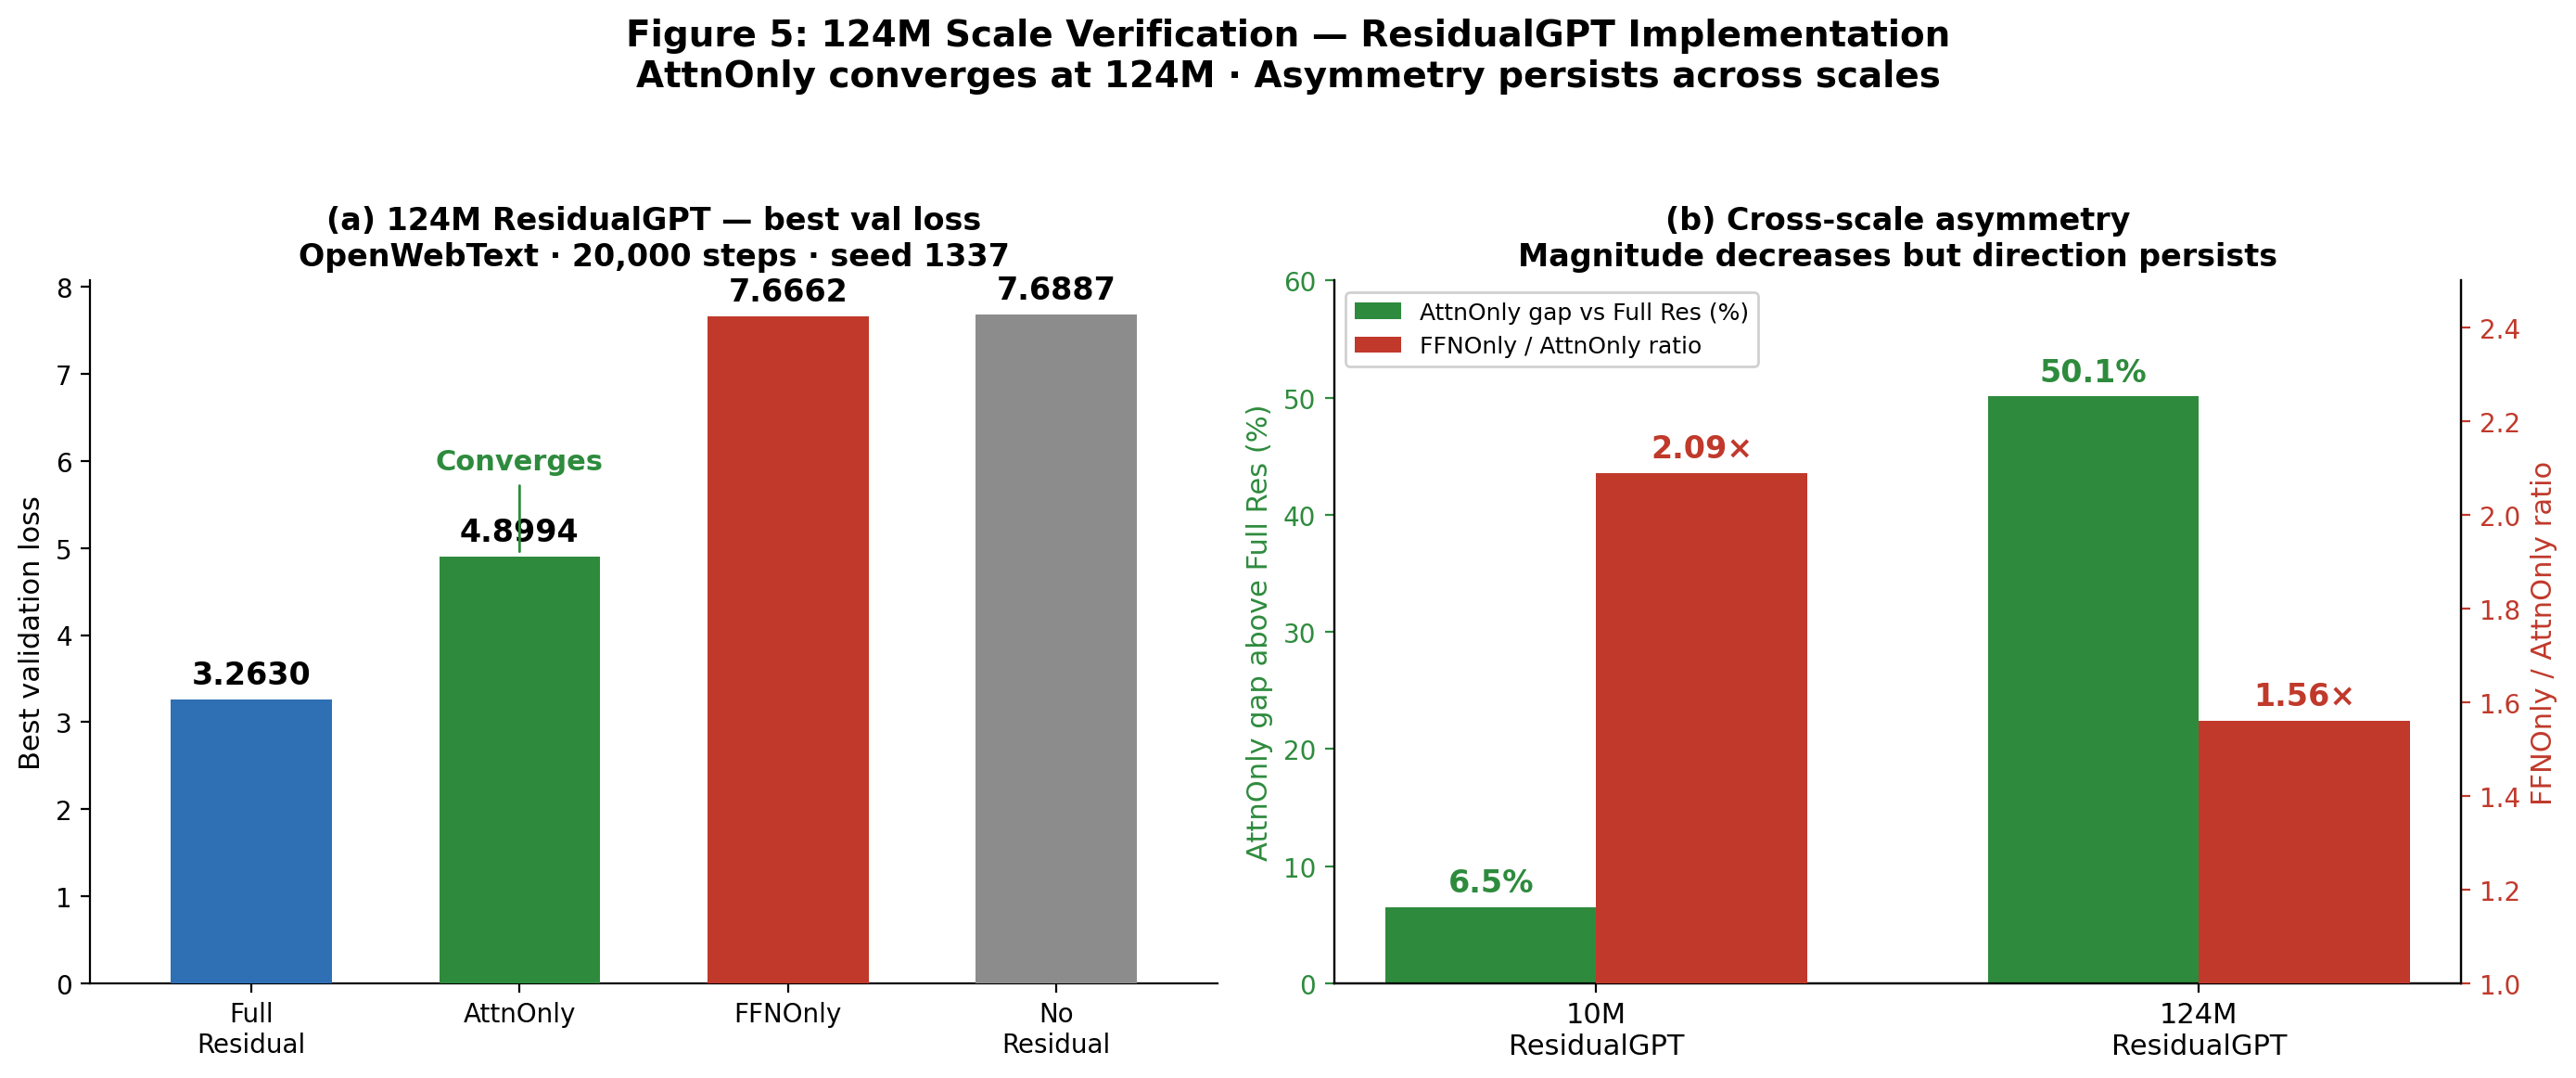 Figure 5: 124M Scale Verification — ResidualGPT Implementation
AttnOnly converges at 124M · Asymmetry persists across scales
(a) 124M ResidualGPT — best val loss
OpenWebText · 20,000 steps · seed 1337
Best validation loss
8
7
6
5
4
3
2
1
0
3.2630
Converges
4.8994
7.6662
7.6887
Full
Residual
AttnOnly
FFNOnly
No
Residual
(b) Cross-scale asymmetry
Magnitude decreases but direction persists
AttnOnly gap above Full Res (%)
60
50
40
30
20
10
0
AttnOnly gap vs Full Res (%)
FFNOnly / AttnOnly ratio
6.5%
2.09×
50.1%
1.56×
10M
ResidualGPT
124M
ResidualGPT
2.4
2.2
2.0
1.8
1.6
1.4
1.2
1.0
FFNOnly / AttnOnly ratio